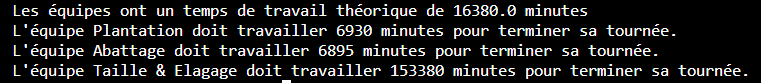 Les équipes ont un temps de travail théorique de 16380.0 minutes
L'équipe Plantation doit travailler 6930 minutes pour terminer sa tournée.
L'équipe Abattage doit travailler 6895 minutes pour terminer sa tournée.
L'équipe Taille & Elagage doit travailler 153380 minutes pour terminer sa tournée.